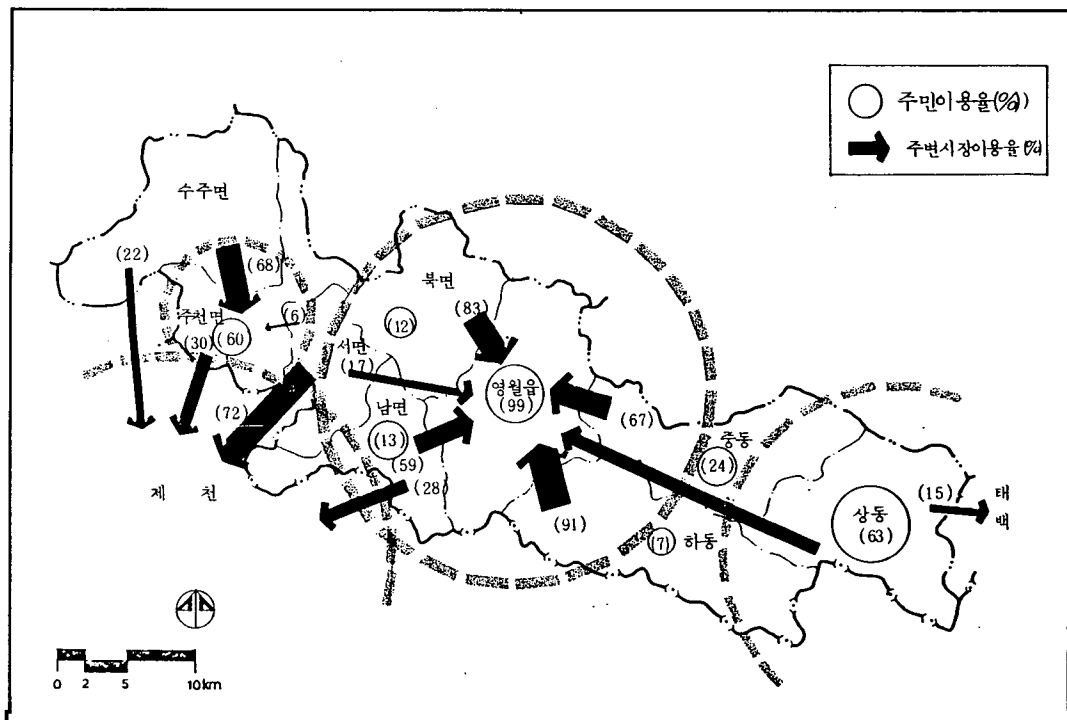 주민이용율(%)
주변시장이용율(%)
수주면
(22)
(68)
북면
주천면
(6)
(83)
(12)
(30)
(60)
서면
(17)
영월읍
(99)
(72)
남면
(67)
중동
(13)
(24)
(59)
(28)
제천
(15)
태백
상동
(63)
(91)
(7)
하동
0 2 5 10km